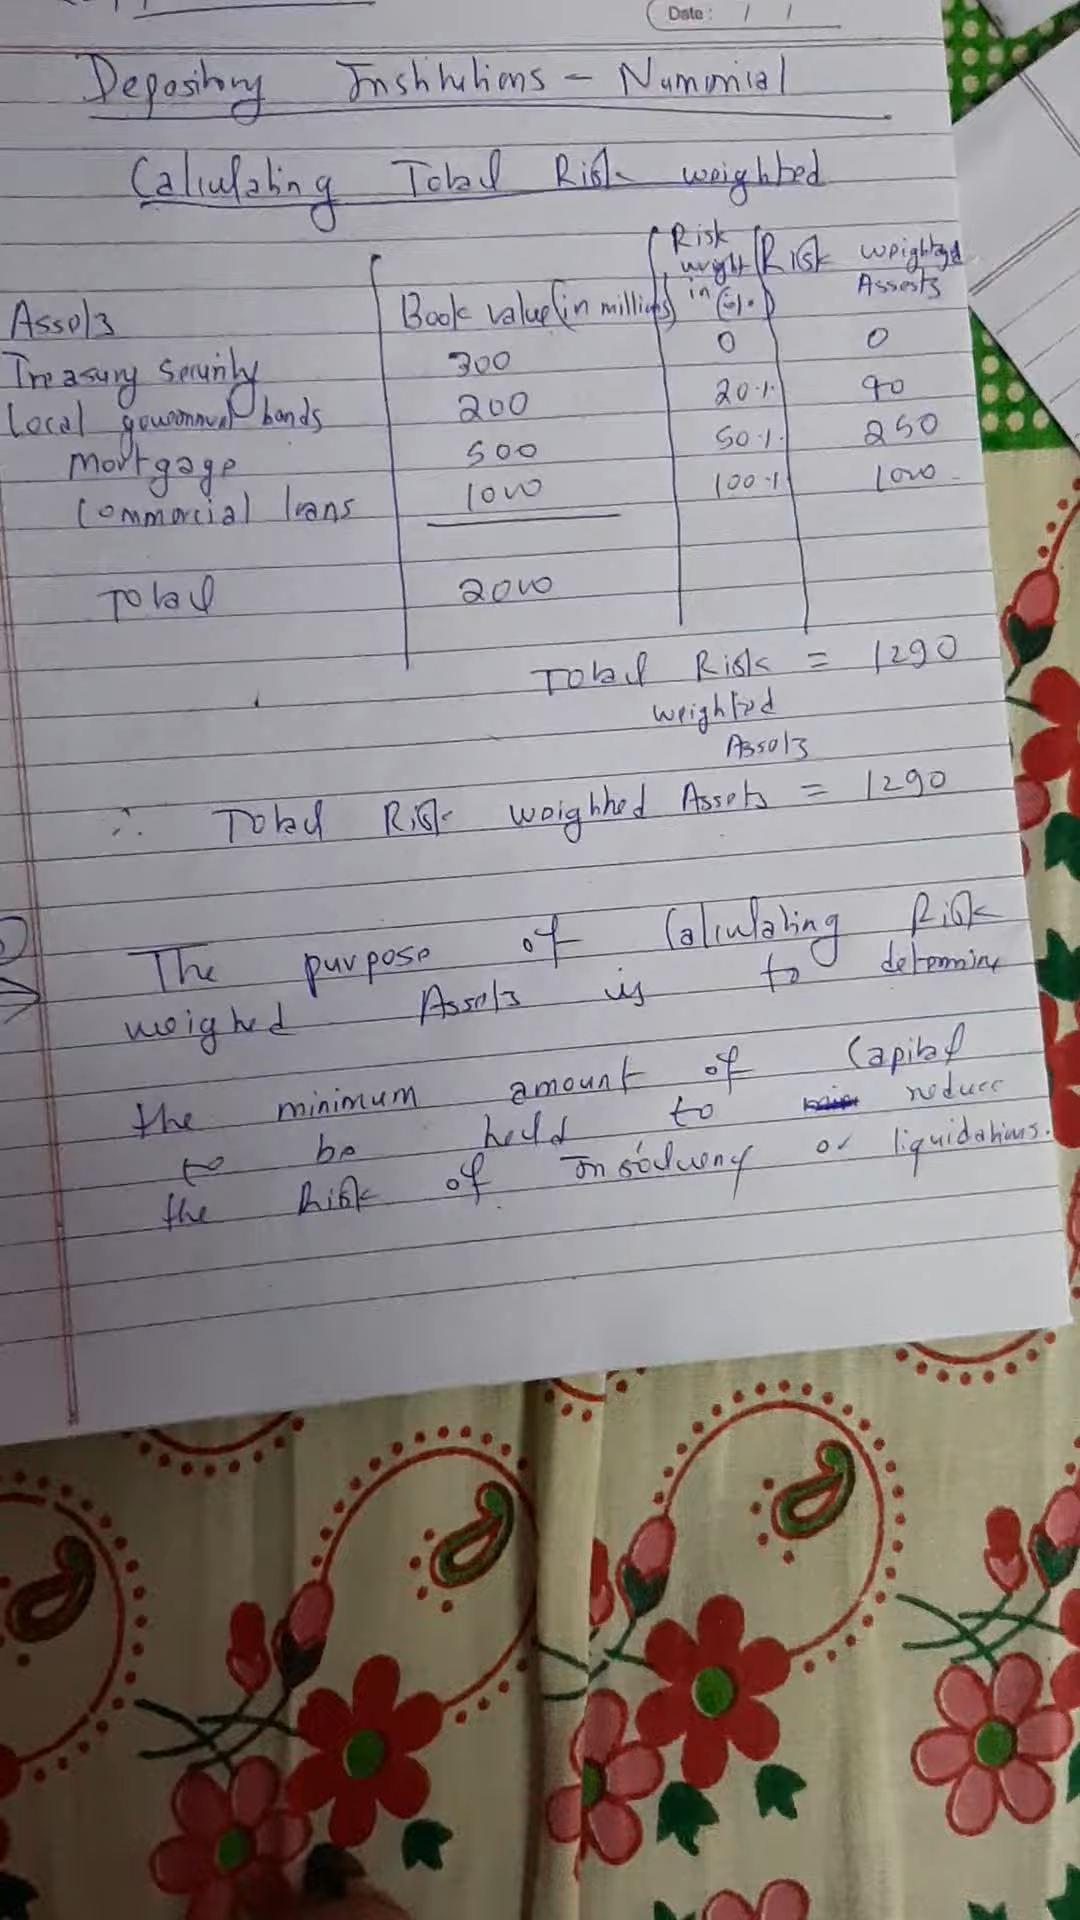 Date: / /
Depository Institutions - Numerical
Calculating Total Risk weighted
Assets | Book value (in millions) | Risk weight in (%) | Risk weighted Assests
Treasury security 300 0 0
Local government bonds 200 20% 40
Mortgage 500 50% 250
Commercial loans 1000 100% 1000
Total 2000
Total Risk = 1290
weighted
Assets
∴ Total Risk weighted Assets = 1290
The purpose of Calculating Risk
weighed Assets is to determine
the minimum amount of Capital
to be held to reduce
the Risk of Insolvency or liquidations.